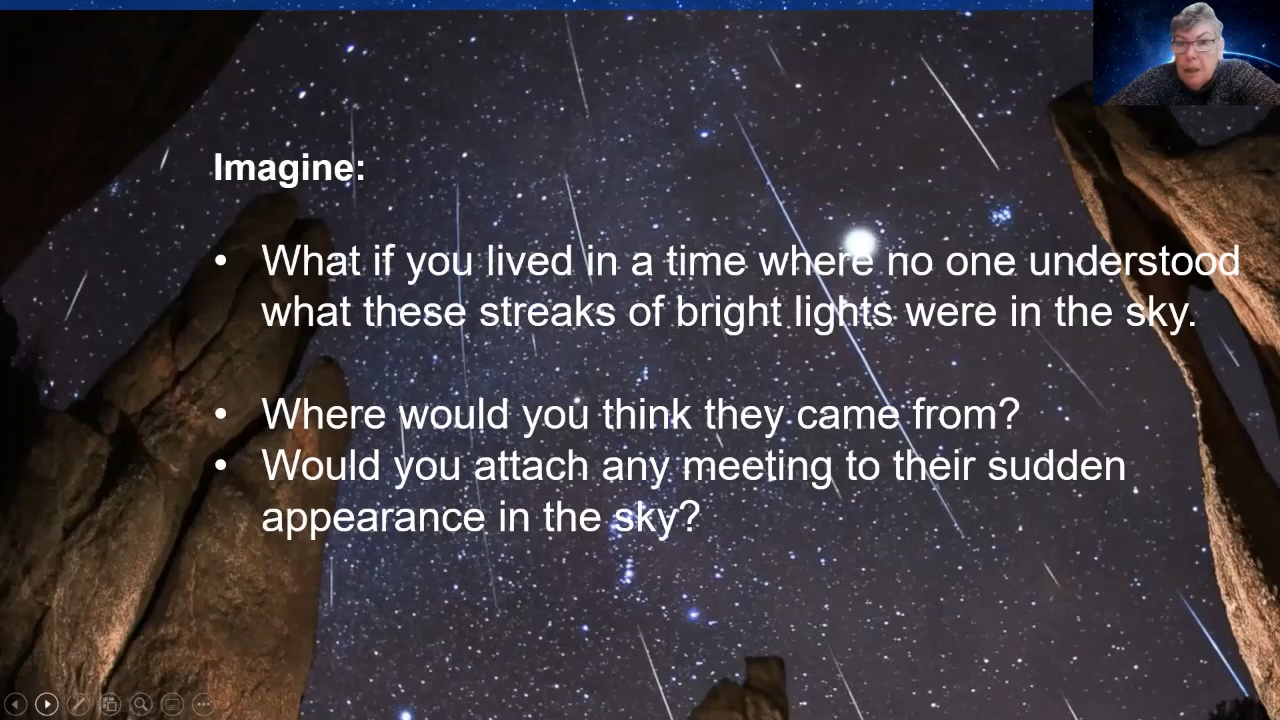 Imagine:
• What if you lived in a time where no one understood
what these streaks of bright lights were in the sky.
• Where would you think they came from?
• Would you attach any meeting to their sudden
appearance in the sky?